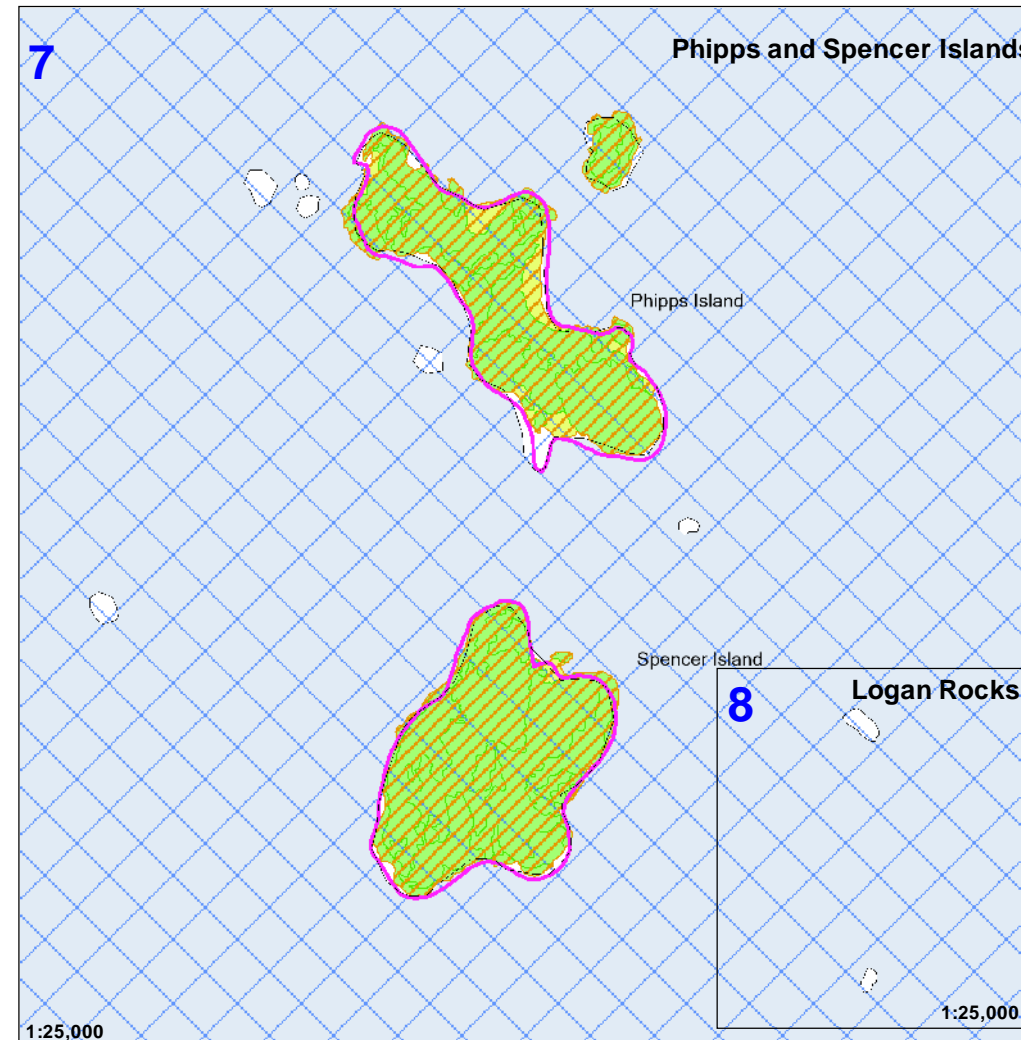 7
Phipps and Spencer Islands
Phipps Island
Spencer Island
8
Logan Rocks
1:25,000
1:25,000